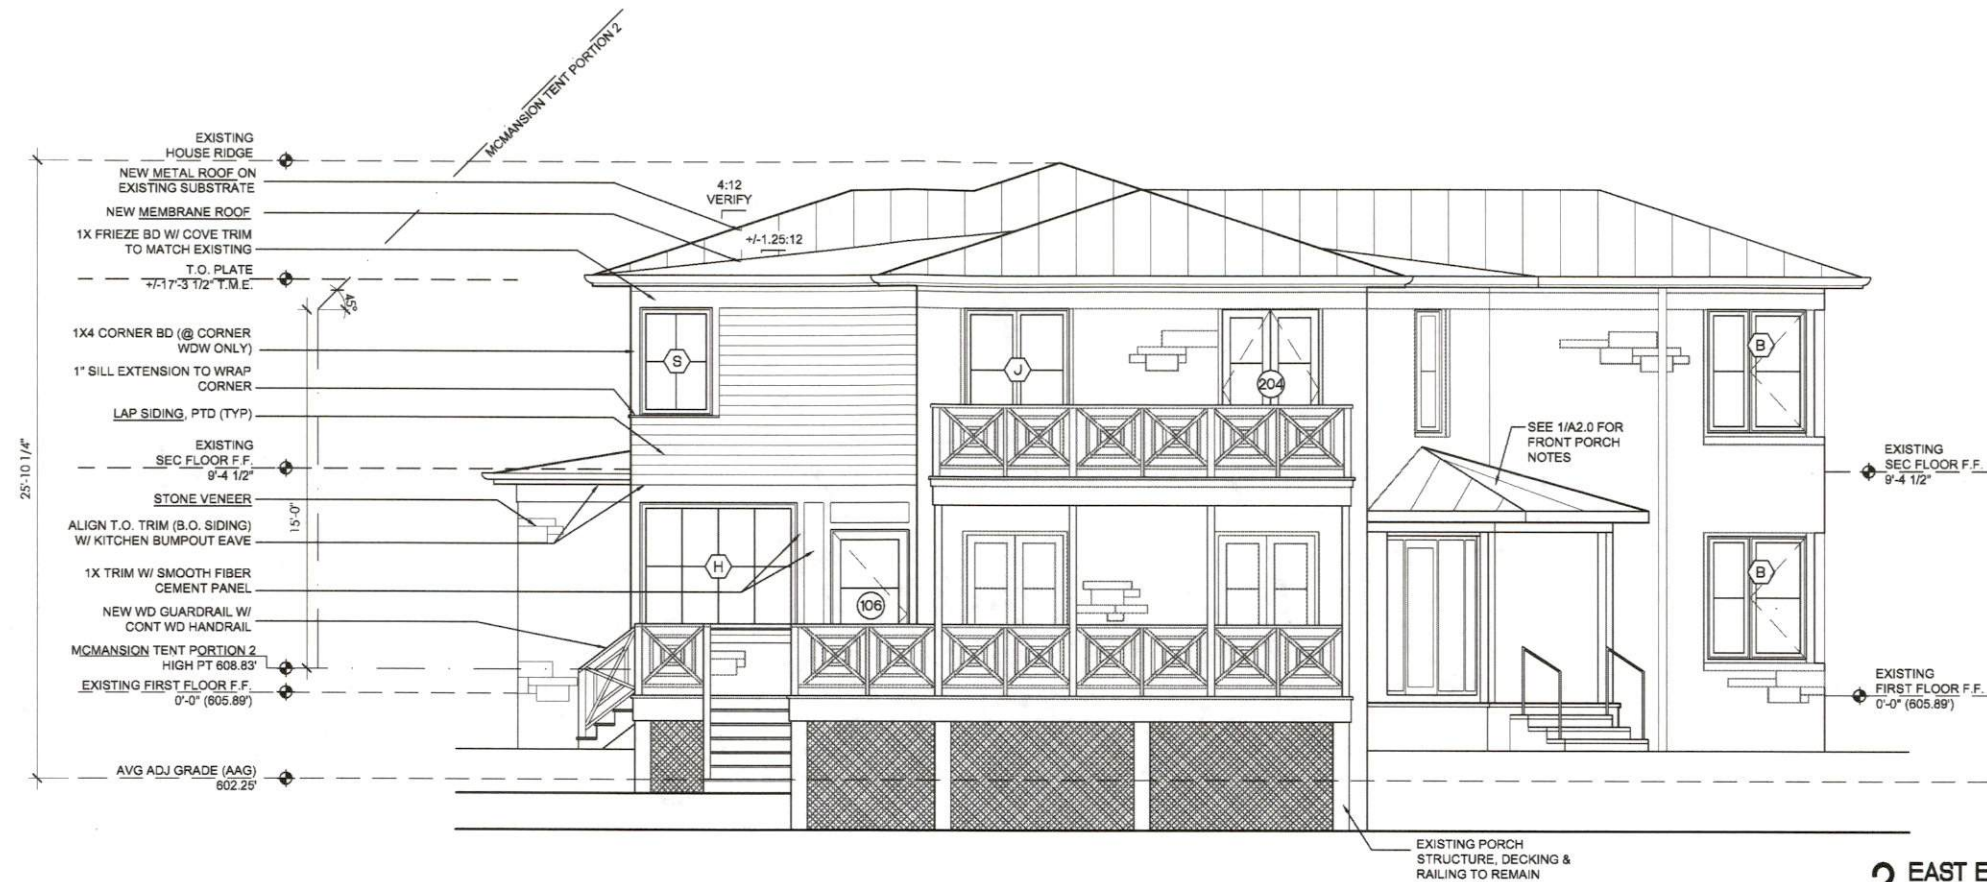 MCMANSION TENT PORTION 2
EXISTING
HOUSE RIDGE
NEW METAL ROOF ON
EXISTING SUBSTRATE
NEW MEMBRANE ROOF
1X FRIEZE BD W/ COVE TRIM
TO MATCH EXISTING
T.O. PLATE
+/-17'-3 1/2" T.M.E.
45°
1X4 CORNER BD (@ CORNER
WDW ONLY)
1" SILL EXTENSION TO WRAP
CORNER
LAP SIDING, PTD (TYP)
EXISTING
SEC FLOOR F.F.
9'-4 1/2"
STONE VENEER
ALIGN T.O. TRIM (B.O. SIDING)
W/ KITCHEN BUMPOUT EAVE
1X TRIM W/ SMOOTH FIBER
CEMENT PANEL
NEW WD GUARDRAIL W/
CONT WD HANDRAIL
MCMANSION TENT PORTION 2
HIGH PT 608.83'
EXISTING FIRST FLOOR F.F.
0'-0" (605.89')
AVG ADJ GRADE (AAG)
602.25'
25'-10 1/4"
15'-0"
4:12
VERIFY
+/-1.25:12
S
J
204
B
H
106
B
SEE 1/A2.0 FOR
FRONT PORCH
NOTES
EXISTING
SEC FLOOR F.F.
9'-4 1/2"
EXISTING
FIRST FLOOR F.F.
0'-0" (605.89')
EXISTING PORCH
STRUCTURE, DECKING &
RAILING TO REMAIN
2 EAST E